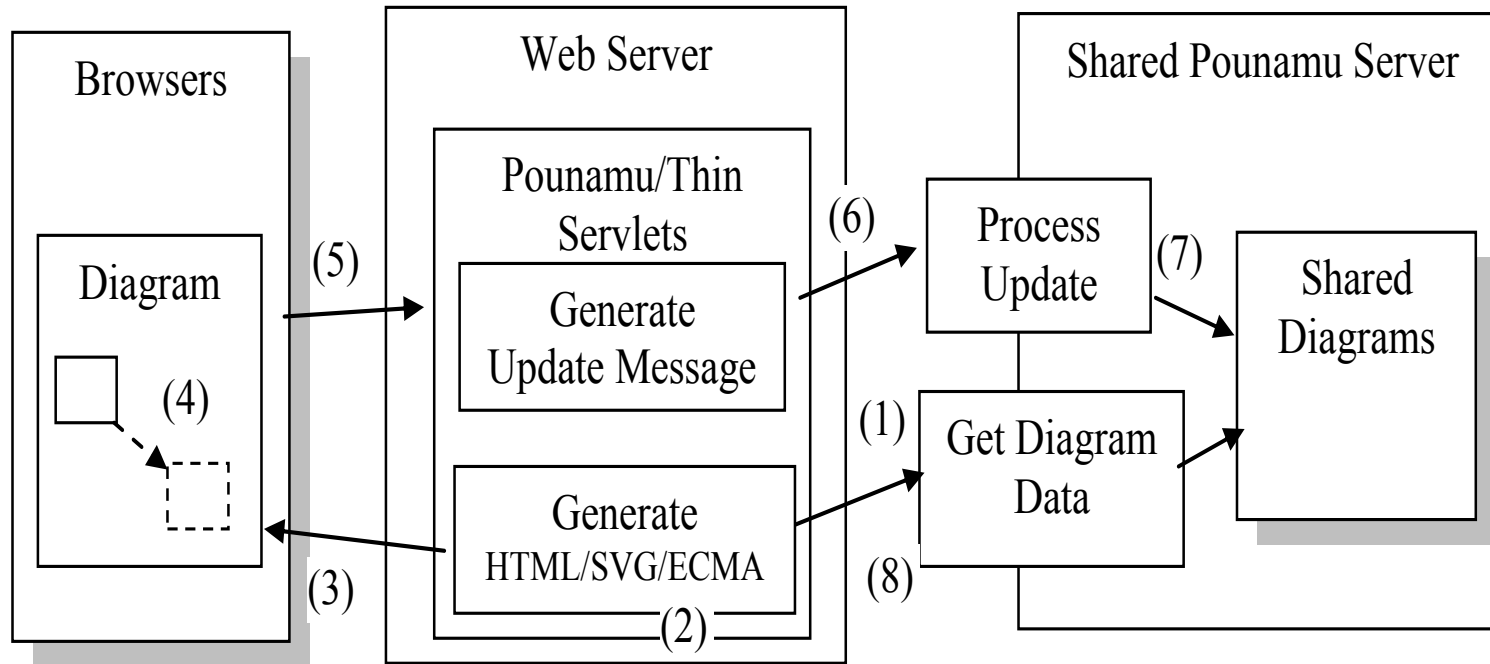 Browsers
Diagram
(4)
(5)
(3)
Web Server
Pounamu/Thin
Servlets
Generate
Update Message
Generate
HTML/SVG/ECMA
(2)
(6)
(1)
(8)
Shared Pounamu Server
Process
Update
(7)
Get Diagram
Data
Shared
Diagrams